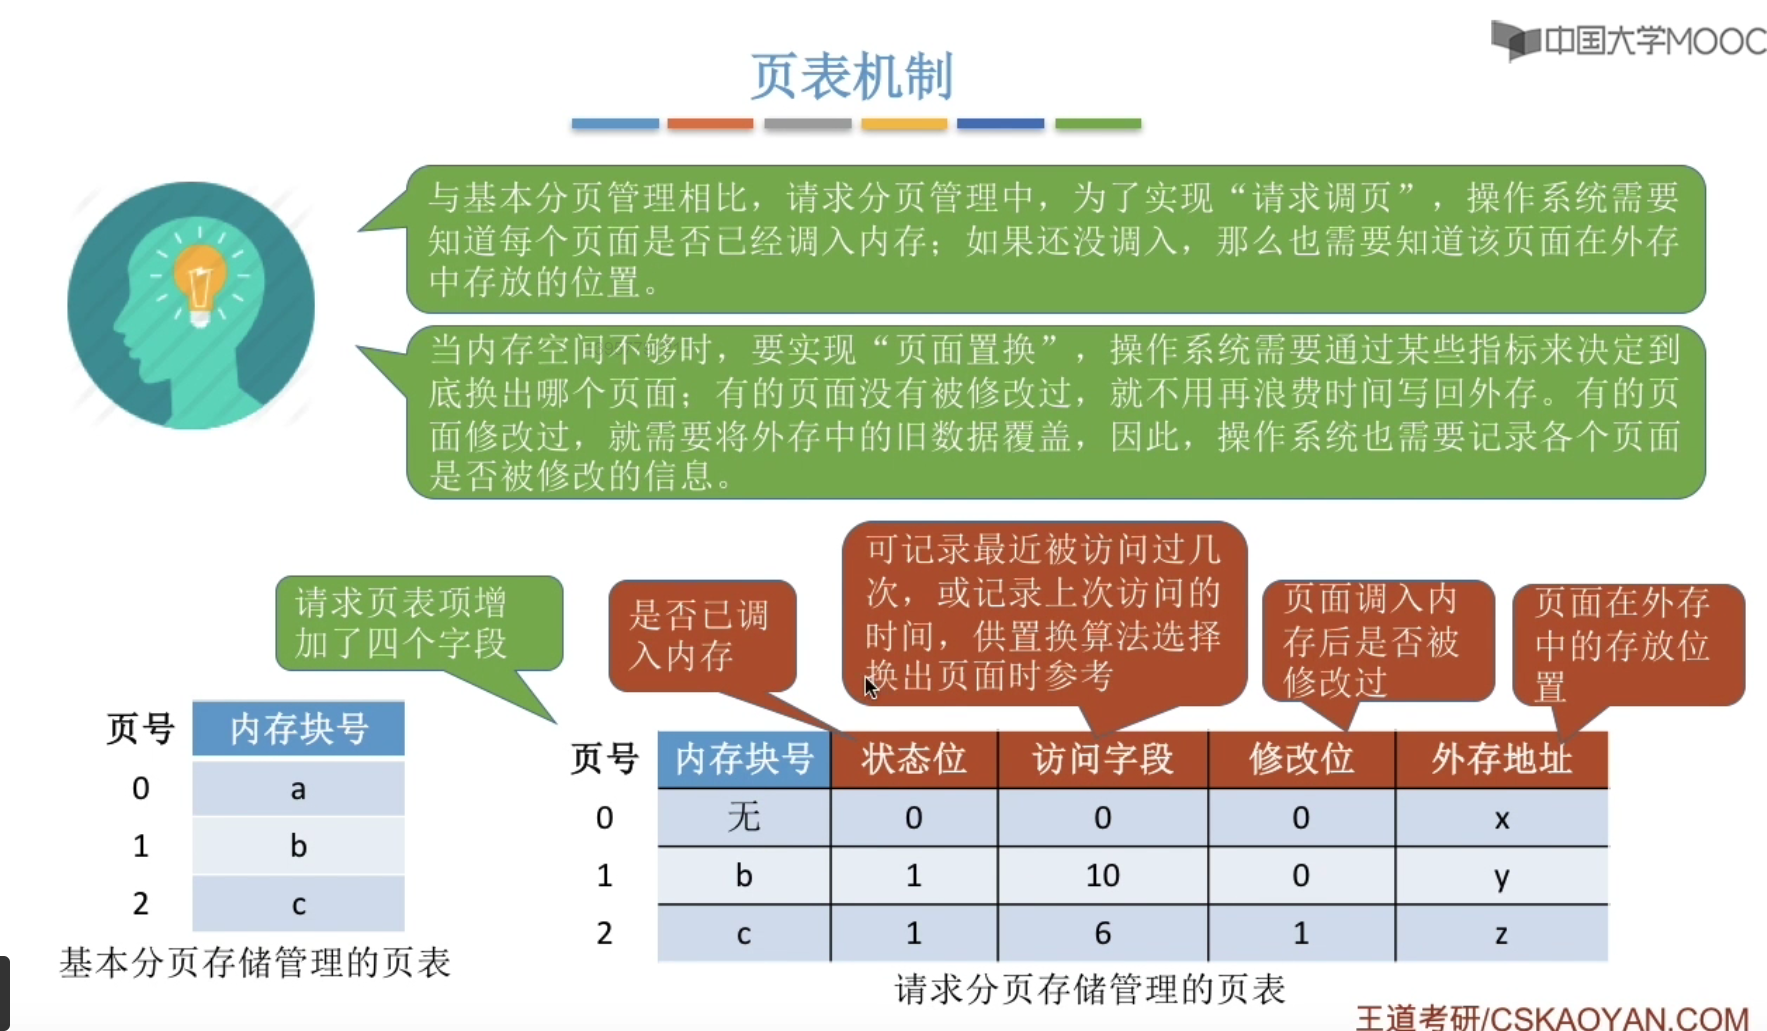 中国大学MOOC
页表机制
与基本分页管理相比，请求分页管理中，为了实现“请求调页”，操作系统需要
知道每个页面是否已经调入内存；如果还没调入，那么也需要知道该页面在外存
中存放的位置。
当内存空间不够时，要实现“页面置换”，操作系统需要通过某些指标来决定到
底换出哪个页面；有的页面没有被修改过，就不用再浪费时间写回外存。有的页
面修改过，就需要将外存中的旧数据覆盖，因此，操作系统也需要记录各个页面
是否被修改的信息。
请求页表项增
加了四个字段
是否已调
入内存
可记录最近被访问过几
次，或记录上次访问的
时间，供置换算法选择
换出页面时参考
页面调入内
存后是否被
修改过
页面在外存
中的存放位
置
页号 内存块号
0 a
1 b
2 c
基本分页存储管理的页表
页号 内存块号 状态位 访问字段 修改位 外存地址
0 无 0 0 0 x
1 b 1 10 0 y
2 c 1 6 1 z
请求分页存储管理的页表
王道考研/CSKAOYAN.COM